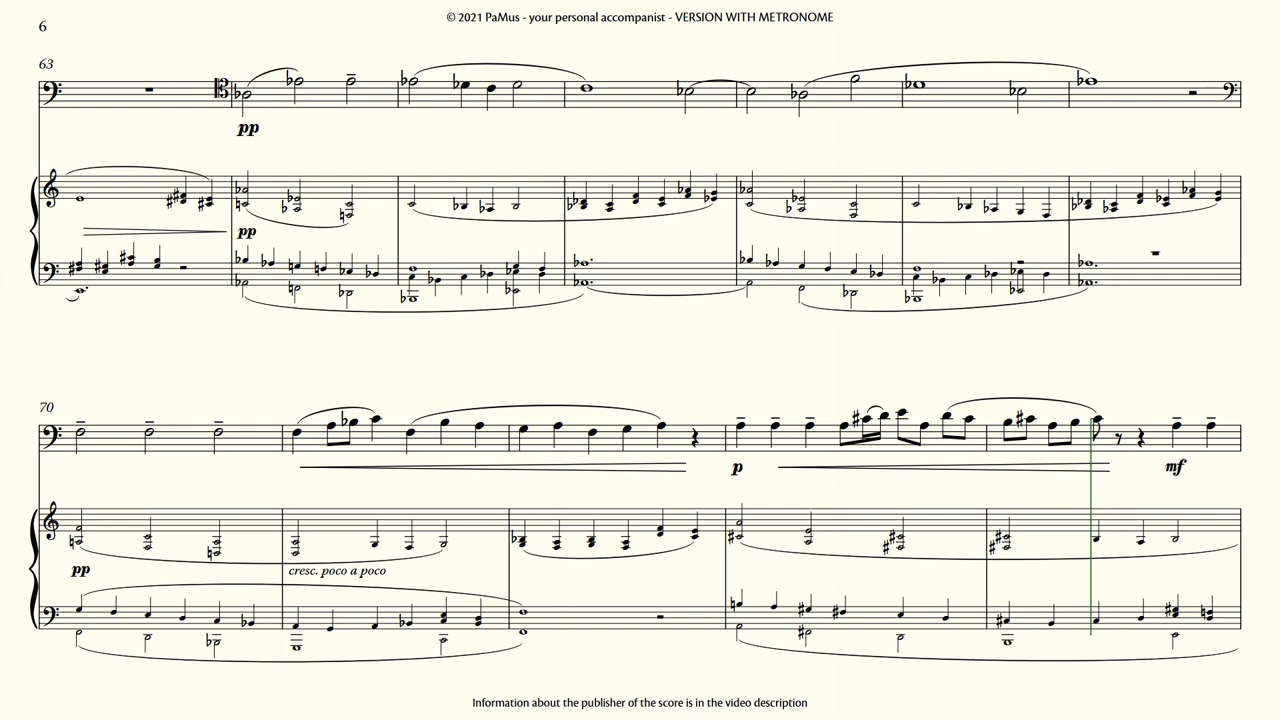 © 2021 PaMus - your personal accompanist - VERSION WITH METRONOME
6
63
pp
pp
70
p
mf
pp
cresc. poco a poco
Information about the publisher of the score is in the video description